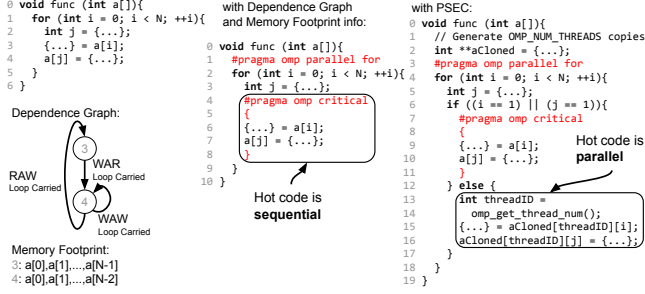 0 void func (int a[]){
1   for (int i = 0; i < N; ++i){
2     int j = {...};
3     {...} = a[i];
4     a[j] = {...};
5   }
6 }
Dependence Graph:
3
WAR
Loop Carried
RAW
Loop Carried
4
WAW
Loop Carried
Memory Footprint:
3: a[0],a[1],...,a[N-1]
4: a[0],a[1],...,a[N-2]
with Dependence Graph
and Memory Footprint info:
0 void func (int a[]){
1   #pragma omp parallel for
2   for (int i = 0; i < N; ++i){
3     int j = {...};
4     #pragma omp critical
5     {
6     {...} = a[i];
7     a[j] = {...};
8     }
9   }
10 }
Hot code is
sequential
with PSEC:
0 void func (int a[]){
1   // Generate OMP_NUM_THREADS copies
2   int **aCloned = {...};
3   #pragma omp parallel for
4   for (int i = 0; i < N; ++i){
5     int j = {...};
6     if ((i == 1) || (j == 1)){
7       #pragma omp critical
8       {
9       {...} = a[i];
10       a[j] = {...};
11       }
12     } else {
13       int threadID =
14         omp_get_thread_num();
15       {...} = aCloned[threadID][i];
16       aCloned[threadID][j] = {...};
17     }
18   }
19 }
Hot code is
parallel